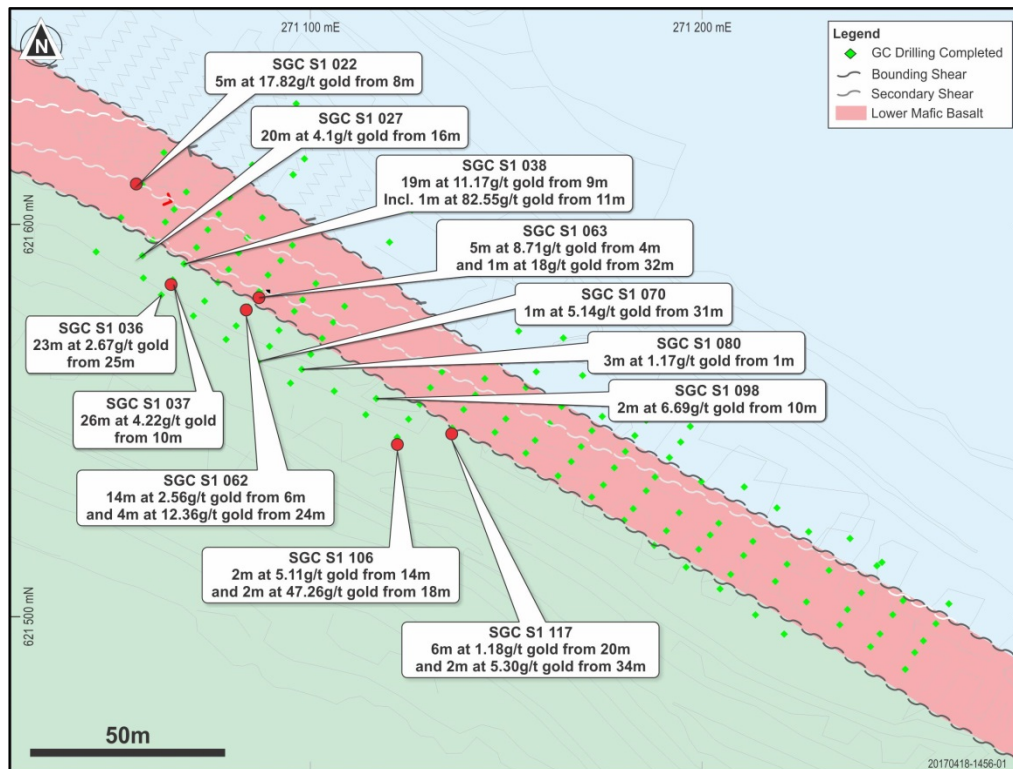 271 100 mE
271 200 mE
N
Legend
GC Drilling Completed
Bounding Shear
Secondary Shear
Lower Mafic Basalt
SGC S1 022
5m at 17.82g/t gold from 8m
SGC S1 027
20m at 4.1g/t gold from 16m
SGC S1 038
19m at 11.17g/t gold from 9m
Incl. 1m at 82.55g/t gold from 11m
621 600 mN
SGC S1 063
5m at 8.71g/t gold from 4m
and 1m at 18g/t gold from 32m
SGC S1 070
1m at 5.14g/t gold from 31m
SGC S1 036
23m at 2.67g/t gold
from 25m
SGC S1 080
3m at 1.17g/t gold from 1m
SGC S1 098
2m at 6.69g/t gold from 10m
SGC S1 037
26m at 4.22g/t gold
from 10m
SGC S1 062
14m at 2.56g/t gold from 6m
and 4m at 12.36g/t gold from 24m
SGC S1 106
2m at 5.11g/t gold from 14m
and 2m at 47.26g/t gold from 18m
621 500 mN
SGC S1 117
6m at 1.18g/t gold from 20m
and 2m at 5.30g/t gold from 34m
50m
20170418-1456-01